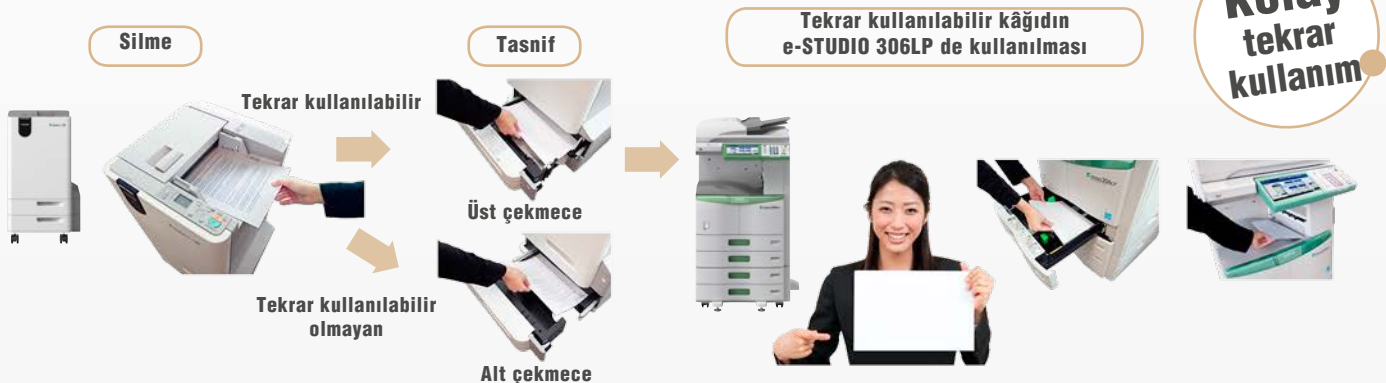 Silme
Tasnif
Tekrar kullanılabilir kâğıdın
e-STUDIO 306LP de kullanılması
Kolay
tekrar
kullanım
Tekrar kullanılabilir
Üst çekmece
Tekrar kullanılabilir
olmayan
Alt çekmece